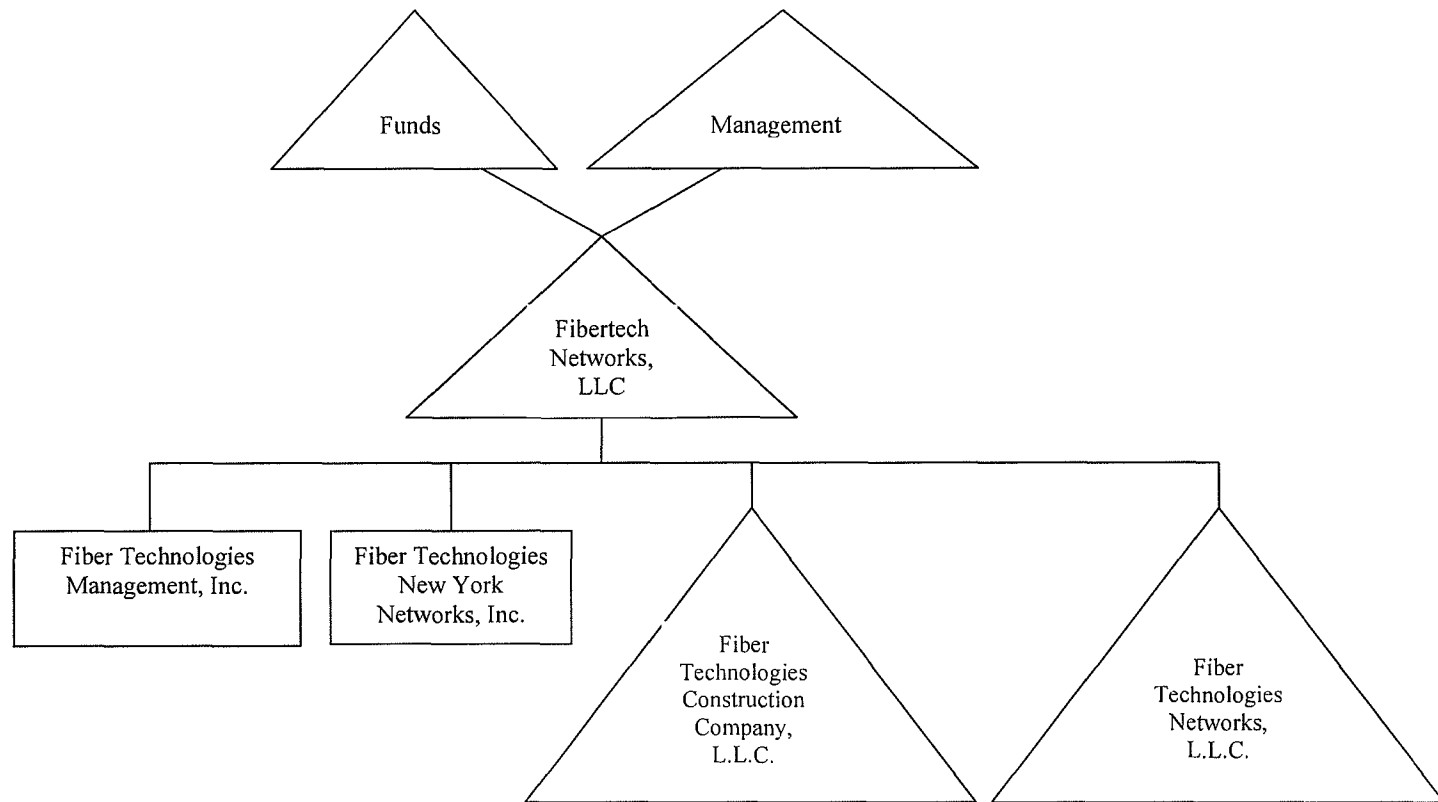 Funds
Management
Fibertech
Networks,
LLC
Fiber Technologies
Management, Inc.
Fiber Technologies
New York
Networks, Inc.
Fiber
Technologies
Construction
Company,
L.L.C.
Fiber
Technologies
Networks,
L.L.C.